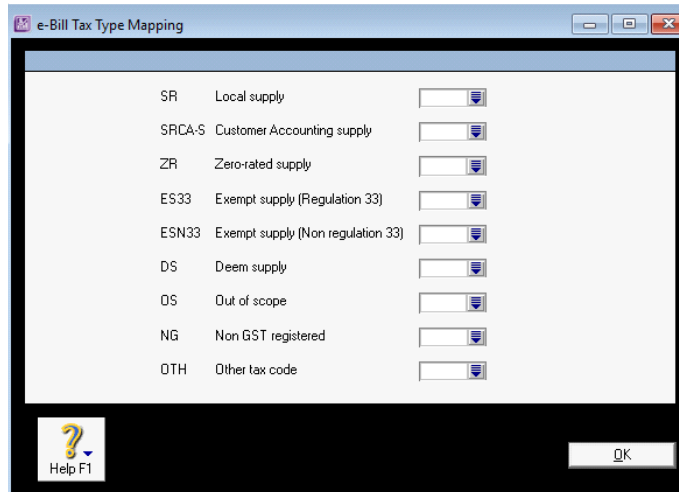 e-Bill Tax Type Mapping
SR Local supply
SRCA-S Customer Accounting supply
ZR Zero-rated supply
ES33 Exempt supply (Regulation 33)
ESN33 Exempt supply (Non regulation 33)
DS Deem supply
OS Out of scope
NG Non GST registered
OTH Other tax code
Help F1
OK